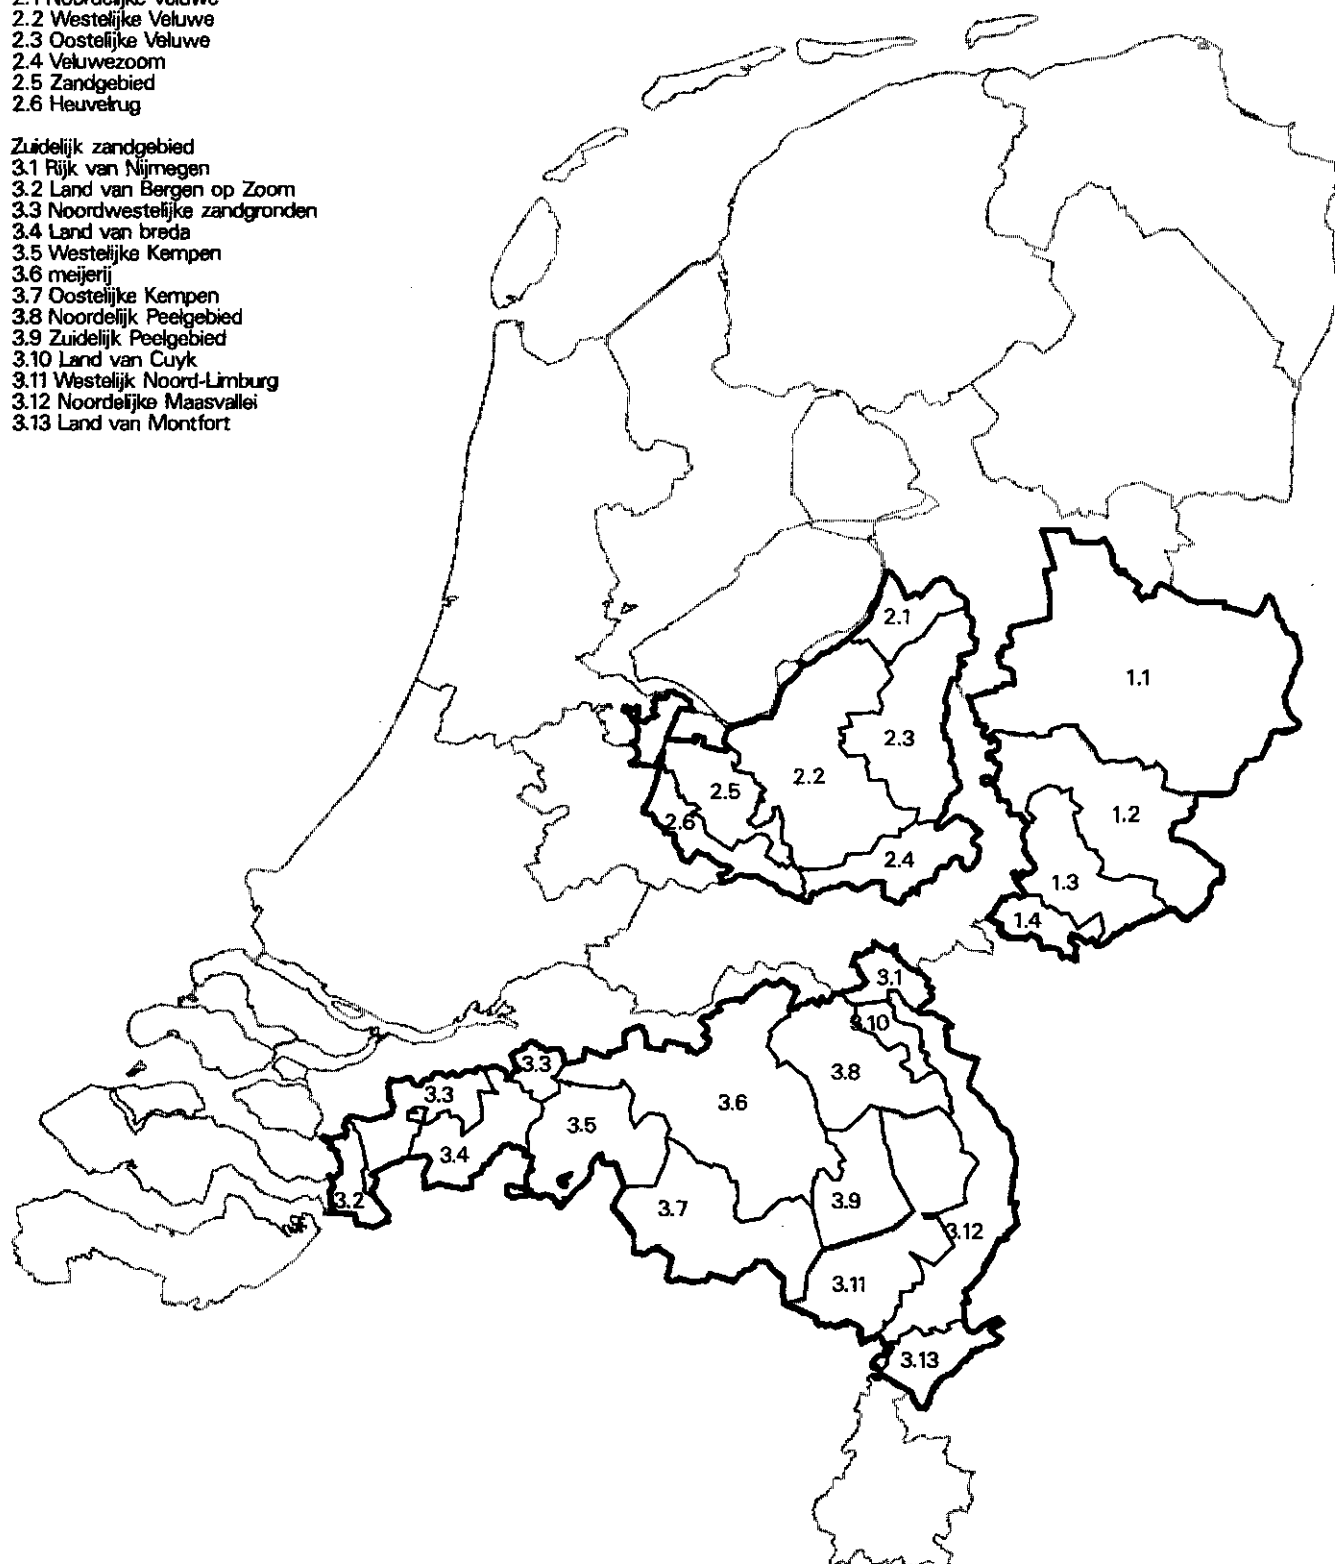 2.1 Noordelijke Veluwe
2.2 Westelijke Veluwe
2.3 Oostelijke Veluwe
2.4 Veluwezoom
2.5 Zandgebied
2.6 Heuvelrug
Zuidelijk zandgebied
3.1 Rijk van Nijmegen
3.2 Land van Bergen op Zoom
3.3 Noordwestelijke zandgronden
3.4 Land van breda
3.5 Westelijke Kempen
3.6 meijerij
3.7 Oostelijke Kempen
3.8 Noordelijk Peelgebied
3.9 Zuidelijk Peelgebied
3.10 Land van Cuyk
3.11 Westelijk Noord-Limburg
3.12 Noordelijke Maasvallei
3.13 Land van Montfort
2.1
1.1
2.3
2.2
2.5
1.2
2.6
2.4
1.3
1.4
3.1
3.10
3.3
3.8
3.3
3.6
3.5
3.4
3.2
3.9
3.7
3.12
3.11
3.13